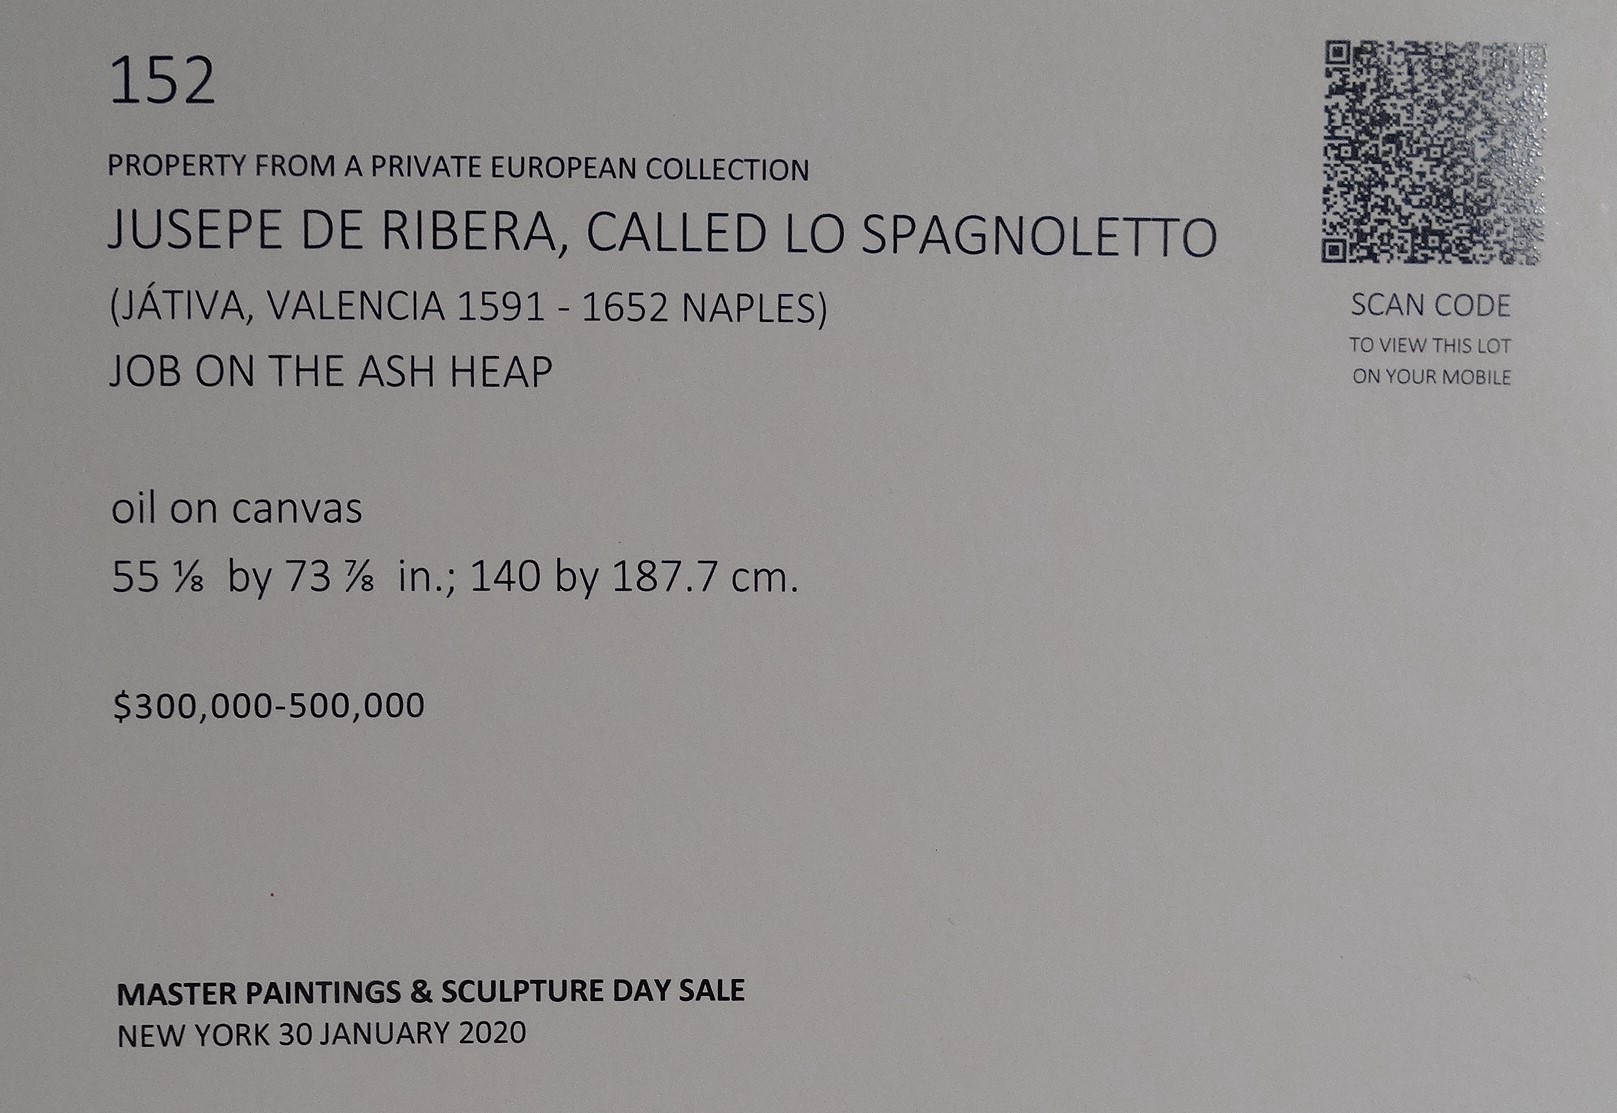 152
PROPERTY FROM A PRIVATE EUROPEAN COLLECTION
JUSEPE DE RIBERA, CALLED LO SPAGNOLETTO
(JÁTIVA, VALENCIA 1591 - 1652 NAPLES)
JOB ON THE ASH HEAP
oil on canvas
55 ⅛ by 73 ⅞ in.; 140 by 187.7 cm.
$300,000-500,000
MASTER PAINTINGS & SCULPTURE DAY SALE
NEW YORK 30 JANUARY 2020
SCAN CODE
TO VIEW THIS LOT
ON YOUR MOBILE